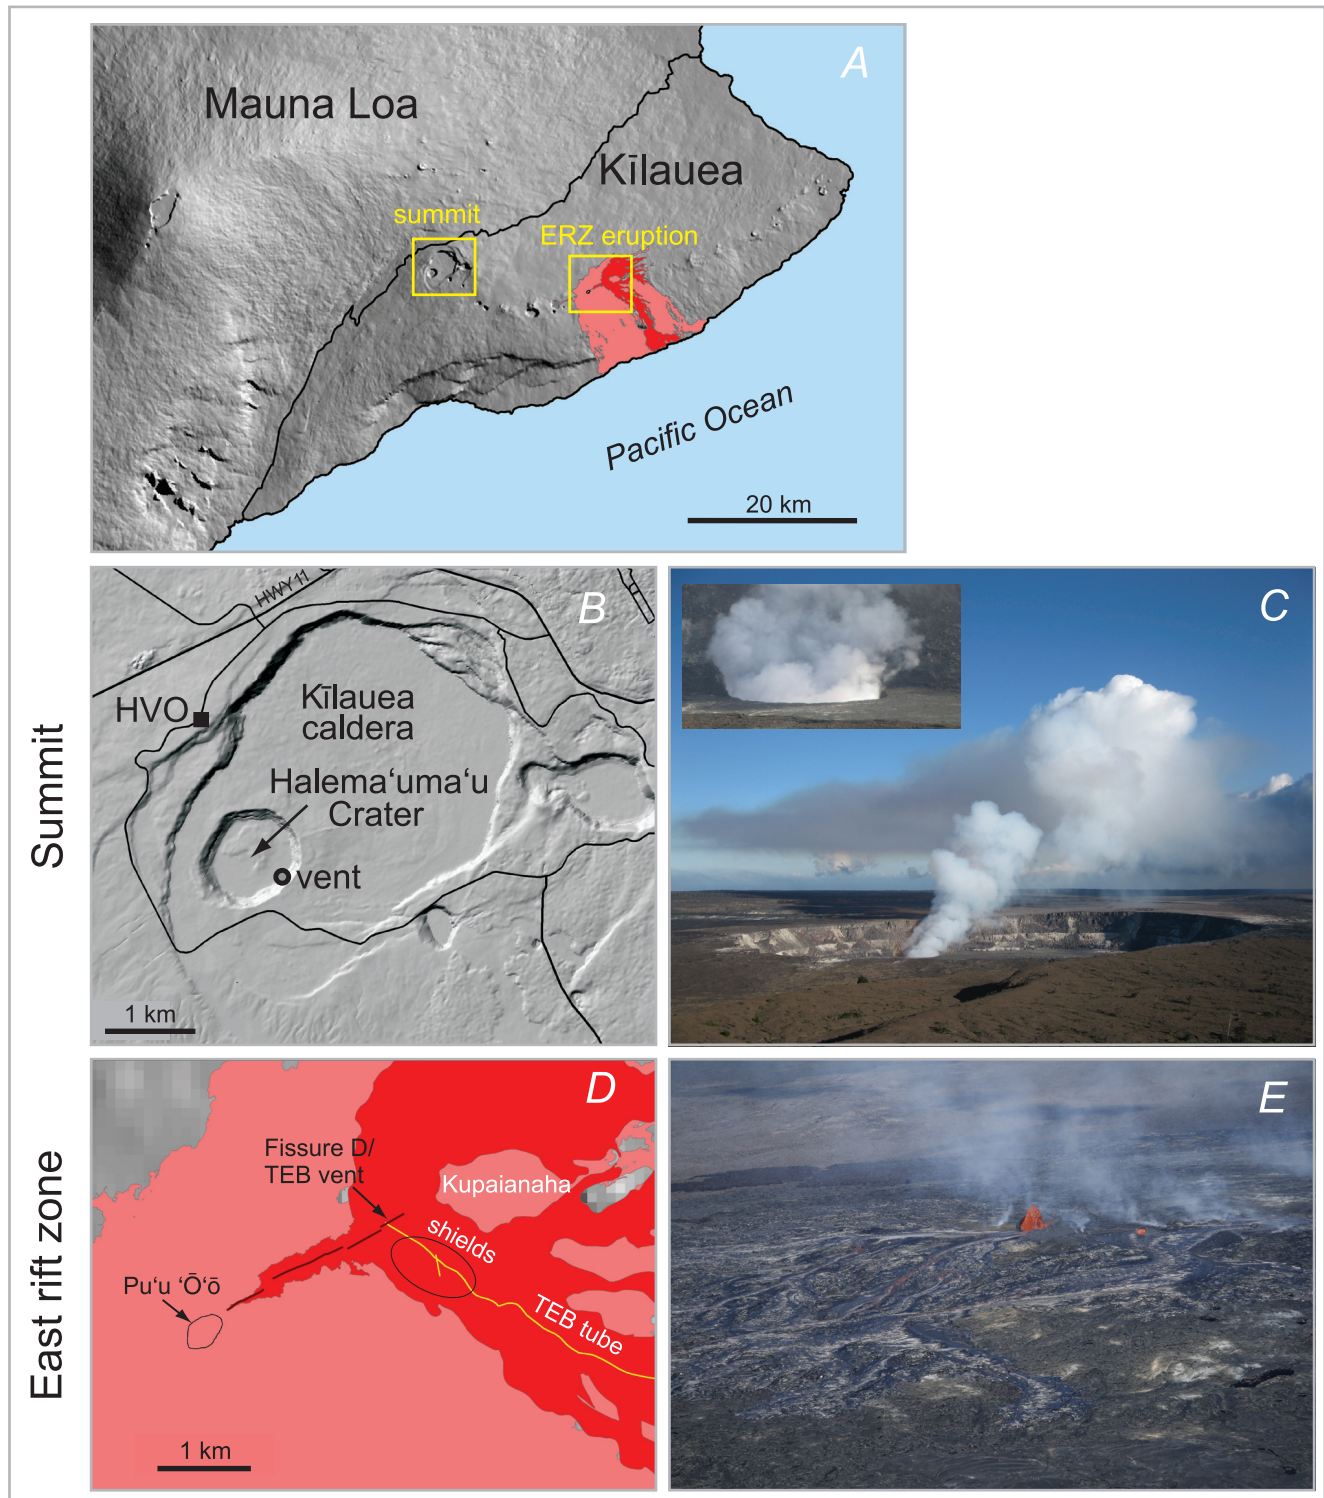 A
Mauna Loa
Kīlauea
summit
ERZ eruption
Pacific Ocean
20 km
Summit
B
HWY 11
HVO
Kīlauea
caldera
Halemaʻumaʻu
Crater
vent
1 km
C
East rift zone
D
Fissure D/
TEB vent
Kupaianaha
shields
Puʻu ʻŌʻō
TEB tube
1 km
E